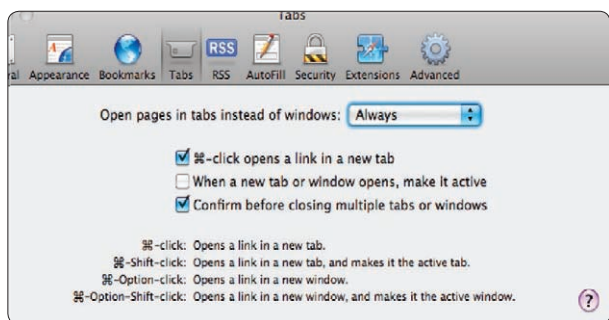 Tabs
ral Appearance Bookmarks Tabs RSS AutoFill Security Extensions Advanced
RSS
Open pages in tabs instead of windows: Always
⌘-click opens a link in a new tab
When a new tab or window opens, make it active
Confirm before closing multiple tabs or windows
⌘-click: Opens a link in a new tab.
⌘-Shift-click: Opens a link in a new tab, and makes it the active tab.
⌘-Option-click: Opens a link in a new window.
⌘-Option-Shift-click: Opens a link in a new window, and makes it the active window.
?